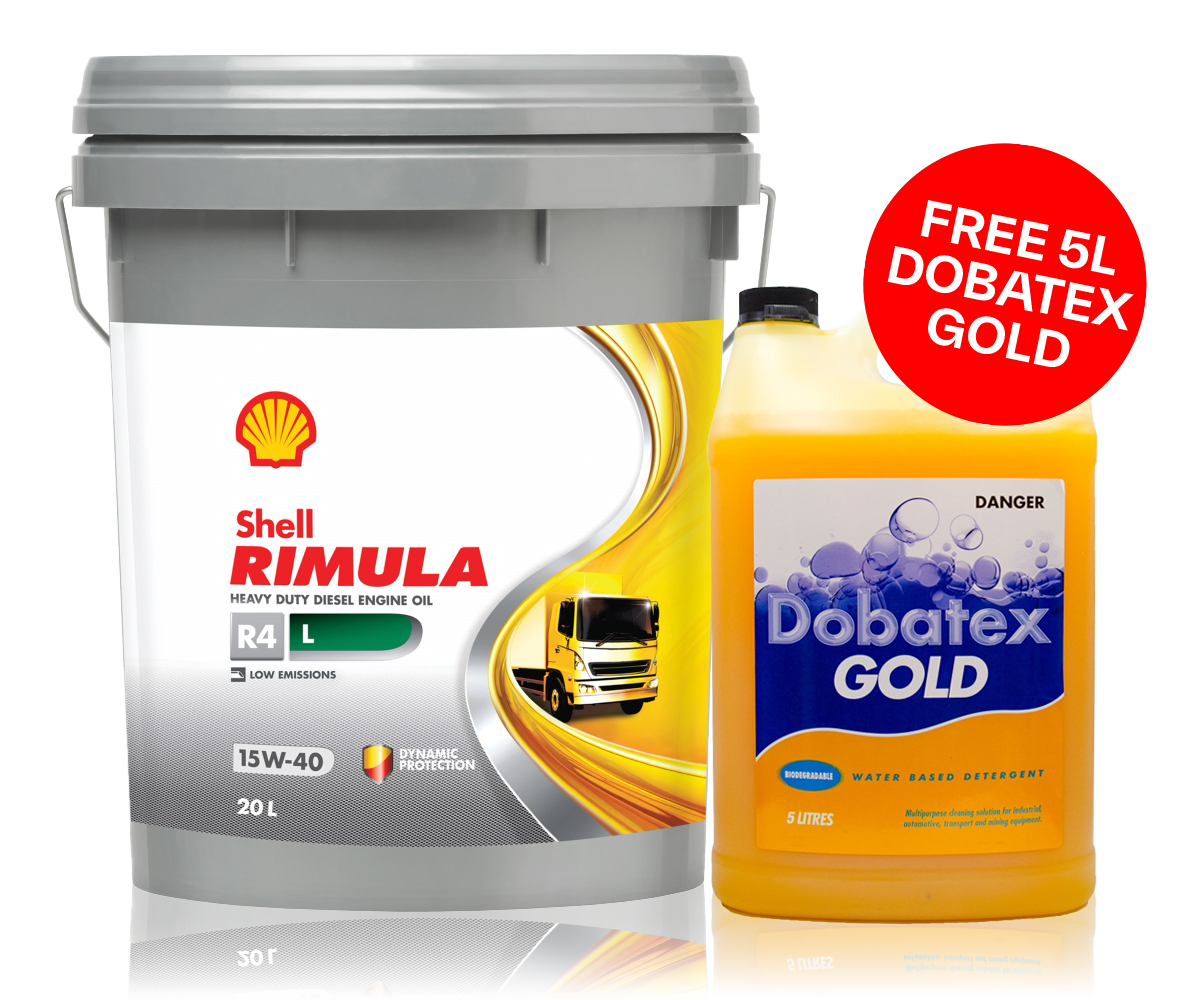 Shell
RIMULA
HEAVY DUTY DIESEL ENGINE OIL
R4 L
LOW EMISSIONS
15W-40
DYNAMIC
PROTECTION
20 L
FREE 5L
DOBATEX
GOLD
DANGER
Dobatex
GOLD
BIODEGRADABLE
WATER BASED DETERGENT
5 LITRES
Multipurpose cleaning solution for industrial,
automotive, transport and mining equipment.